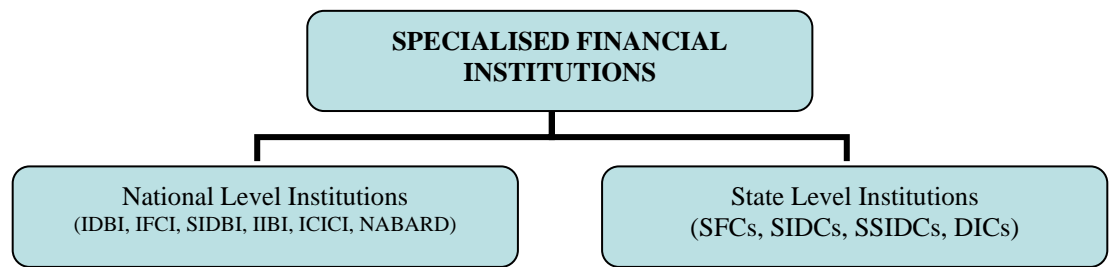 SPECIALISED FINANCIAL
INSTITUTIONS
National Level Institutions
(IDBI, IFCI, SIDBI, IIBI, ICICI, NABARD)
State Level Institutions
(SFCs, SIDCs, SSIDCs, DICs)